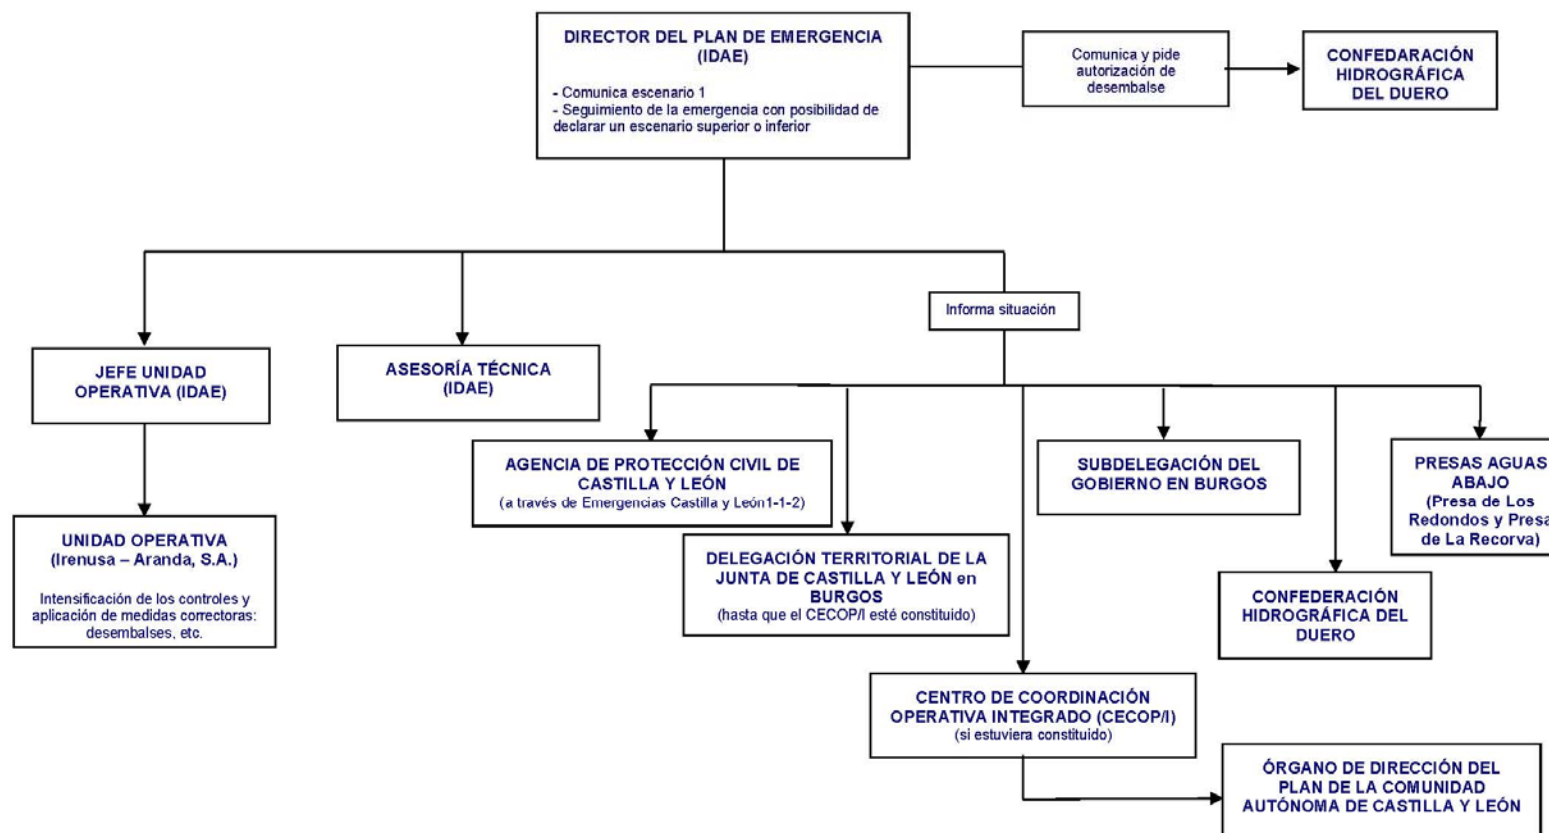 DIRECTOR DEL PLAN DE EMERGENCIA
(IDAE)
- Comunica escenario 1
- Seguimiento de la emergencia con posibilidad de
declarar un escenario superior o inferior
Comunica y pide
autorización de
desembalse
CONFEDARACIÓN
HIDROGRÁFICA
DEL DUERO
Informa situación
JEFE UNIDAD
OPERATIVA (IDAE)
ASESORÍA TÉCNICA
(IDAE)
AGENCIA DE PROTECCIÓN CIVIL DE
CASTILLA Y LEÓN
(a través de Emergencias Castilla y León1-1-2)
SUBDELEGACIÓN DEL
GOBIERNO EN BURGOS
PRESAS AGUAS
ABAJO
(Presa de Los
Redondos y Presa
de La Recorva)
UNIDAD OPERATIVA
(Irenusa – Aranda, S.A.)
Intensificación de los controles y
aplicación de medidas correctoras:
desembalses, etc.
DELEGACIÓN TERRITORIAL DE LA
JUNTA DE CASTILLA Y LEÓN en
BURGOS
(hasta que el CECOP/I esté constituido)
CONFEDERACIÓN
HIDROGRÁFICA DEL
DUERO
CENTRO DE COORDINACIÓN
OPERATIVA INTEGRADO (CECOP/I)
(si estuviera constituido)
ÓRGANO DE DIRECCIÓN DEL
PLAN DE LA COMUNIDAD
AUTÓNOMA DE CASTILLA Y LEÓN